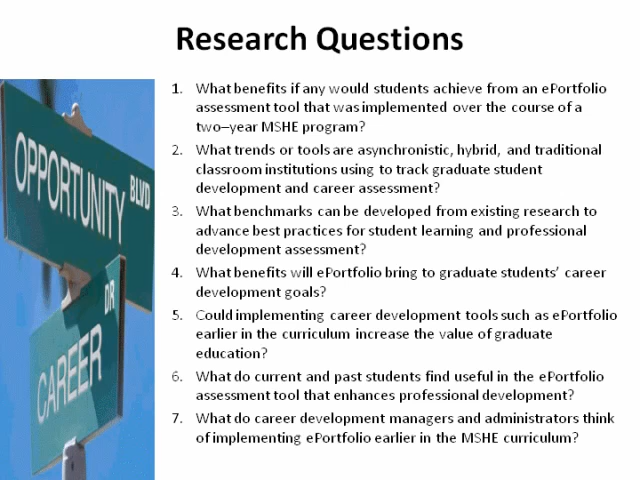 Research Questions
1. What benefits if any would students achieve from an ePortfolio
assessment tool that was implemented over the course of a
two–year MSHE program?
2. What trends or tools are asynchronistic, hybrid, and traditional
classroom institutions using to track graduate student
development and career assessment?
3. What benchmarks can be developed from existing research to
advance best practices for student learning and professional
development assessment?
4. What benefits will ePortfolio bring to graduate students’ career
development goals?
5. Could implementing career development tools such as ePortfolio
earlier in the curriculum increase the value of graduate
education?
6. What do current and past students find useful in the ePortfolio
assessment tool that enhances professional development?
7. What do career development managers and administrators think
of implementing ePortfolio earlier in the MSHE curriculum?
OPPORTUNITY BLVD
CAREER DR